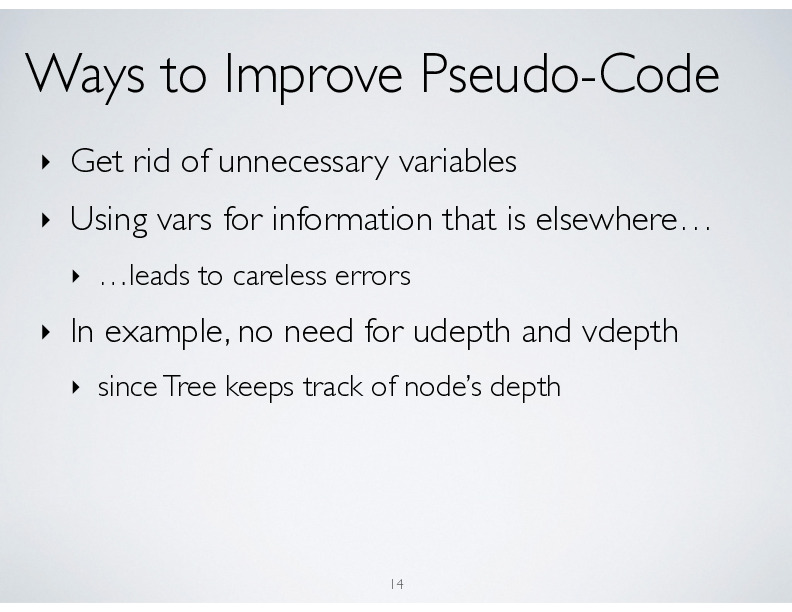 Ways to Improve Pseudo-Code
‣ Get rid of unnecessary variables
‣ Using vars for information that is elsewhere…
‣ …leads to careless errors
‣ In example, no need for udepth and vdepth
‣ since Tree keeps track of node’s depth
14